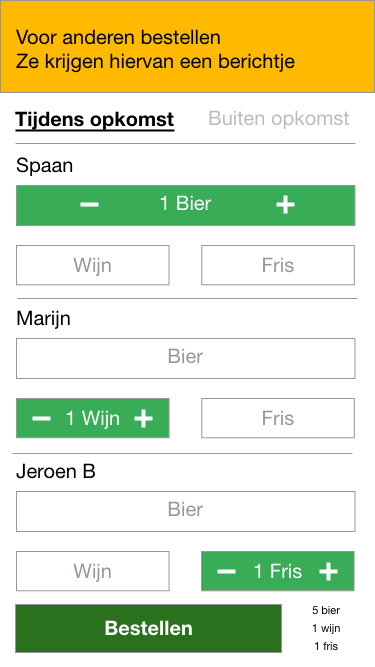 Voor anderen bestellen
Ze krijgen hiervan een berichtje
Tijdens opkomst Buiten opkomst
Spaan
− 1 Bier +
Wijn Fris
Marijn
Bier
− 1 Wijn + Fris
Jeroen B
Bier
Wijn − 1 Fris +
Bestellen
5 bier
1 wijn
1 fris